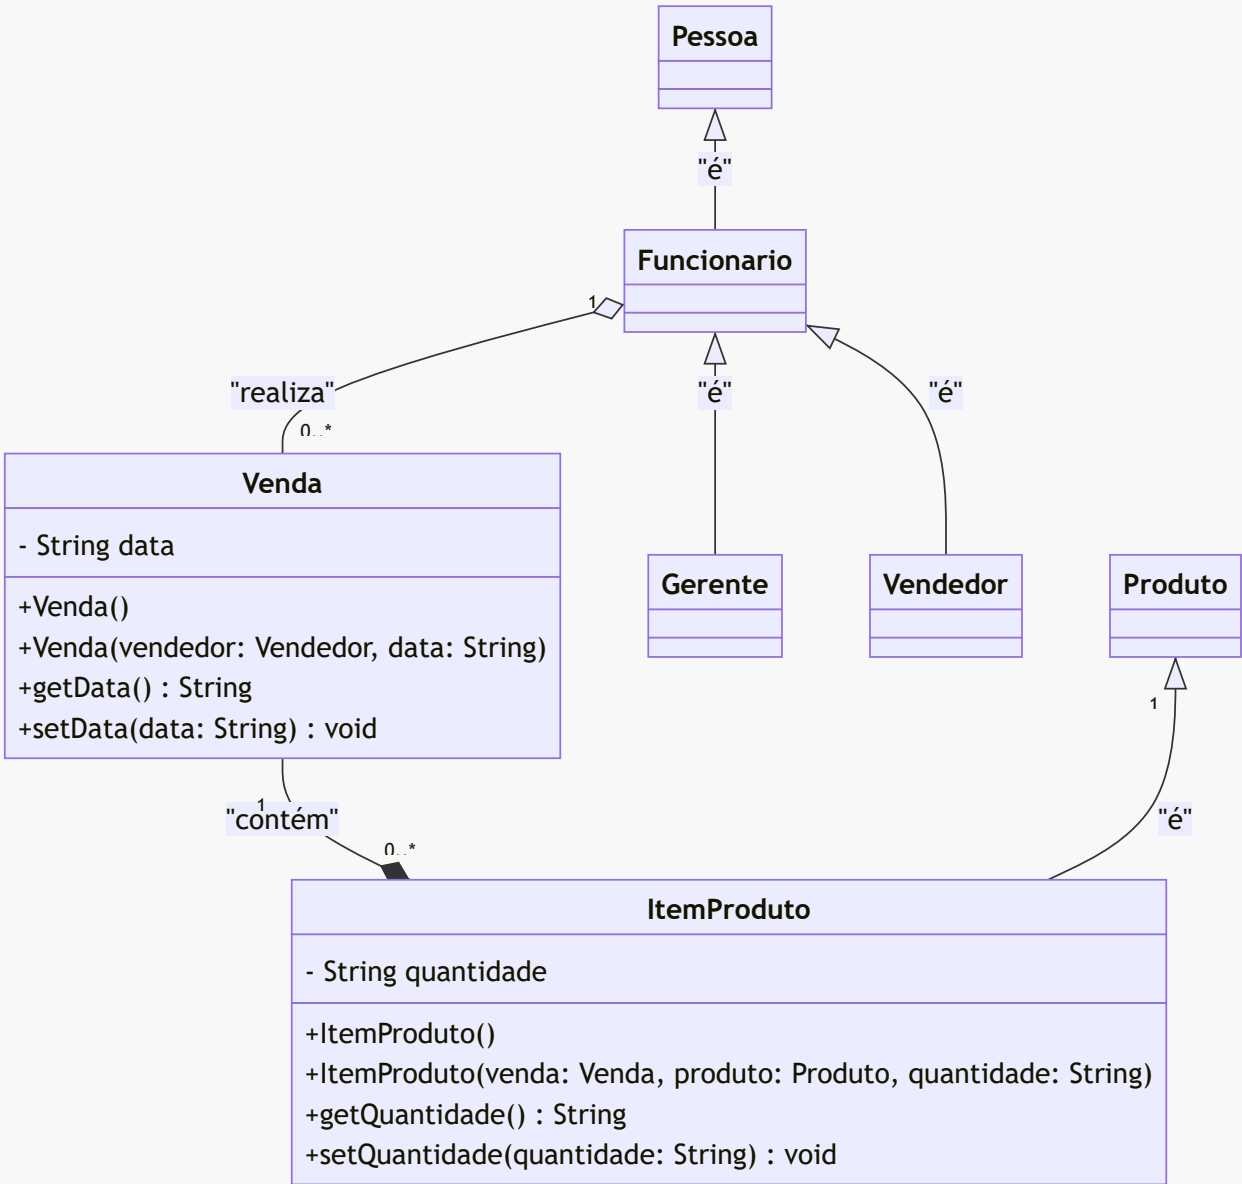 Pessoa
"é"
Funcionario
1
"realiza"
"é"
"é"
0..*
Venda
- String data
+Venda()
+Venda(vendedor: Vendedor, data: String)
+getData() : String
+setData(data: String) : void
Gerente
Vendedor
Produto
1
1
"contém"
"é"
0..*
ItemProduto
- String quantidade
+ItemProduto()
+ItemProduto(venda: Venda, produto: Produto, quantidade: String)
+getQuantidade() : String
+setQuantidade(quantidade: String) : void